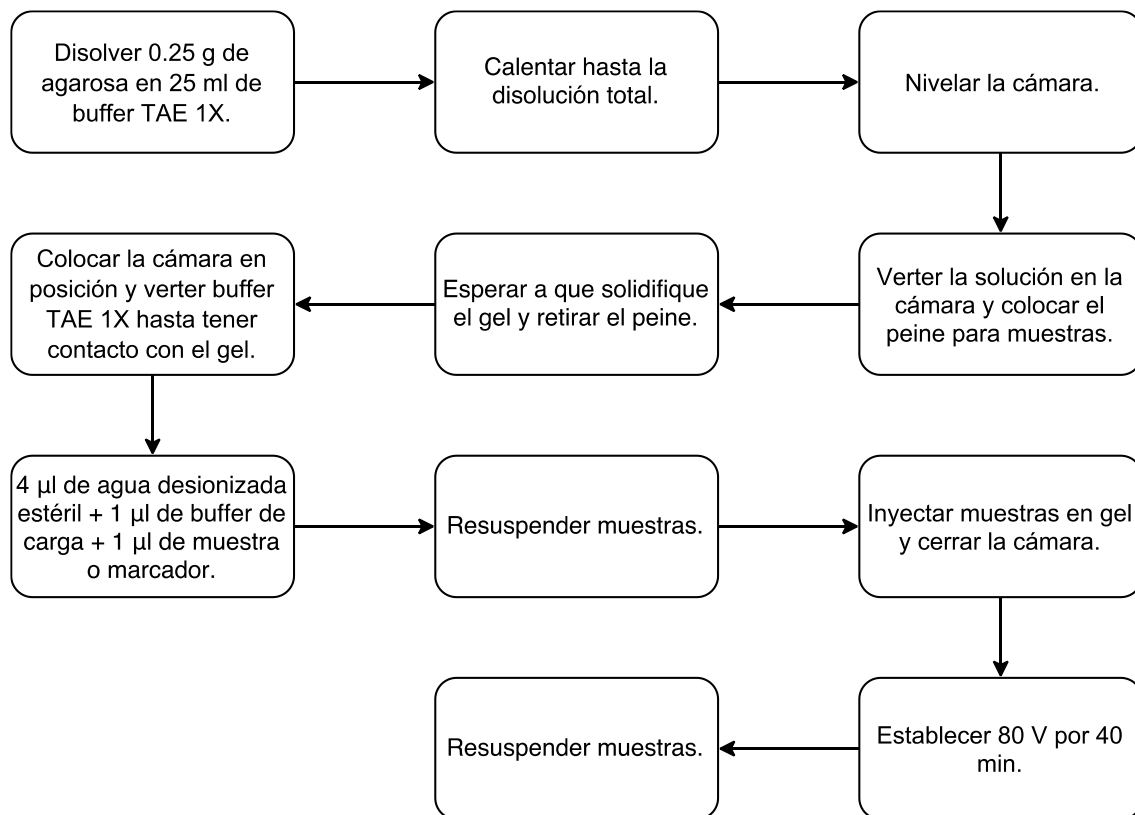 Disolver 0.25 g de
agarosa en 25 ml de
buffer TAE 1X.
Calentar hasta la
disolución total.
Nivelar la cámara.
Verter la solución en la
cámara y colocar el
peine para muestras.
Esperar a que solidifique
el gel y retirar el peine.
Colocar la cámara en
posición y verter buffer
TAE 1X hasta tener
contacto con el gel.
4 µl de agua desionizada
estéril + 1 µl de buffer de
carga + 1 µl de muestra
o marcador.
Resuspender muestras.
Inyectar muestras en gel
y cerrar la cámara.
Establecer 80 V por 40
min.
Resuspender muestras.